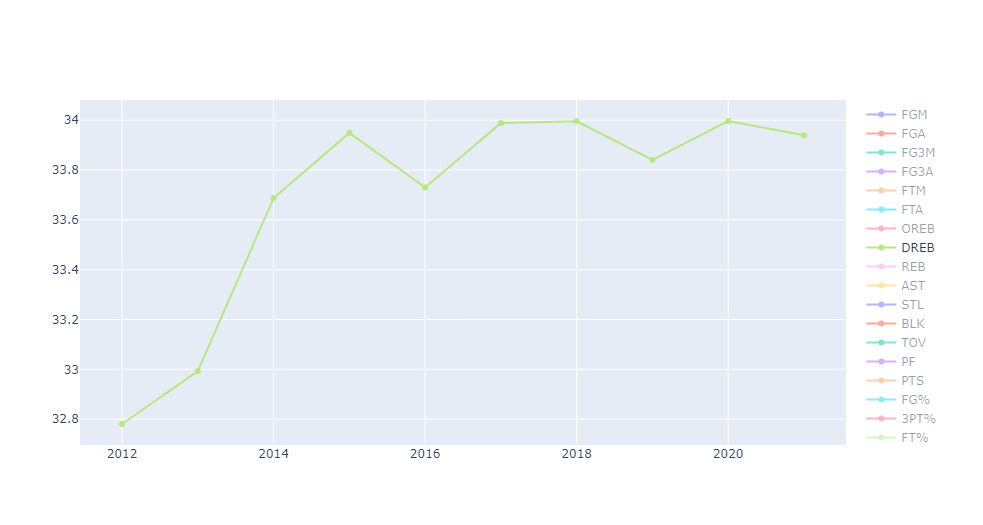 34
33.8
33.6
33.4
33.2
33
32.8
2012 2014 2016 2018 2020
FGM
FGA
FG3M
FG3A
FTM
FTA
OREB
DREB
REB
AST
STL
BLK
TOV
PF
PTS
FG%
3PT%
FT%